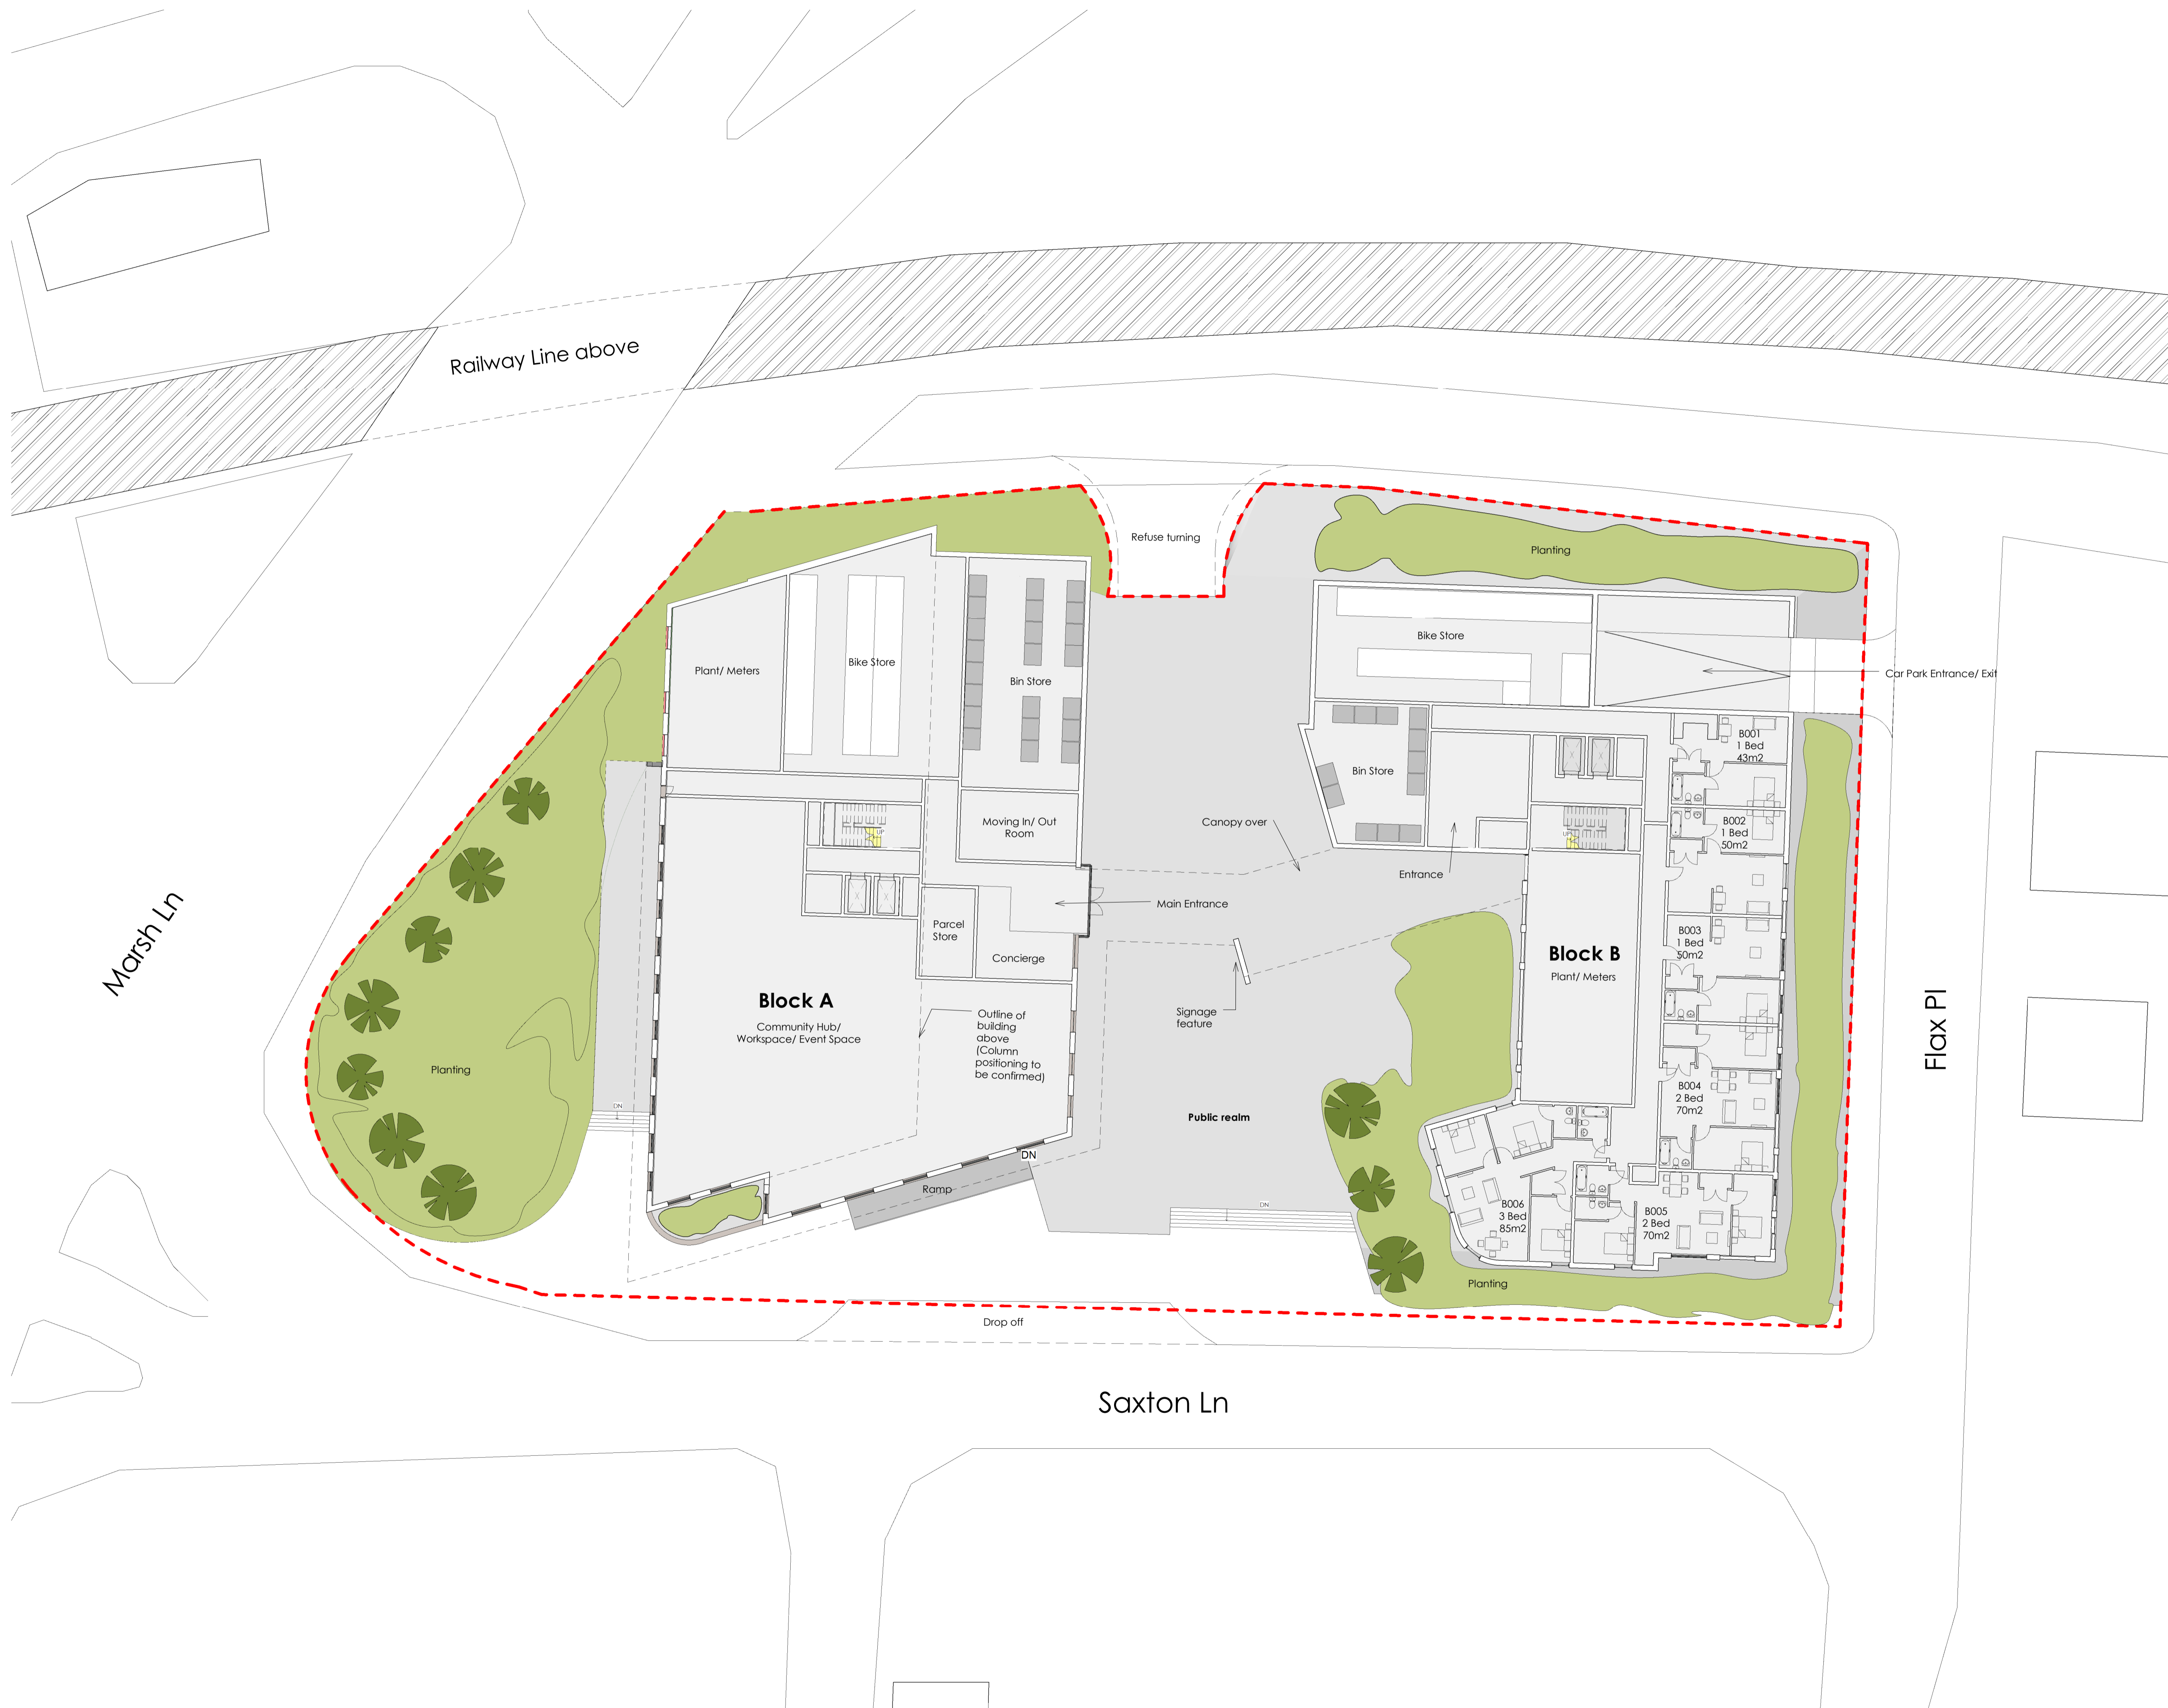 Railway Line above
Refuse turning
Planting
Bike Store
Plant/ Meters
Bike Store
Bin Store
Car Park Entrance/ Exit
B001
1 Bed
43m2
Bin Store
Moving In/ Out
Room
Canopy over
UP
UP
B002
1 Bed
50m2
Entrance
Main Entrance
Parcel
Store
Concierge
B003
1 Bed
50m2
Marsh Ln
Block A
Community Hub/
Workspace/ Event Space
Outline of
building
above
(Column
positioning to
be confirmed)
Signage
feature
Block B
Plant/ Meters
Flax Pl
Planting
DN
Public realm
B004
2 Bed
70m2
DN
Ramp
DN
B006
3 Bed
85m2
B005
2 Bed
70m2
Planting
Drop off
Saxton Ln